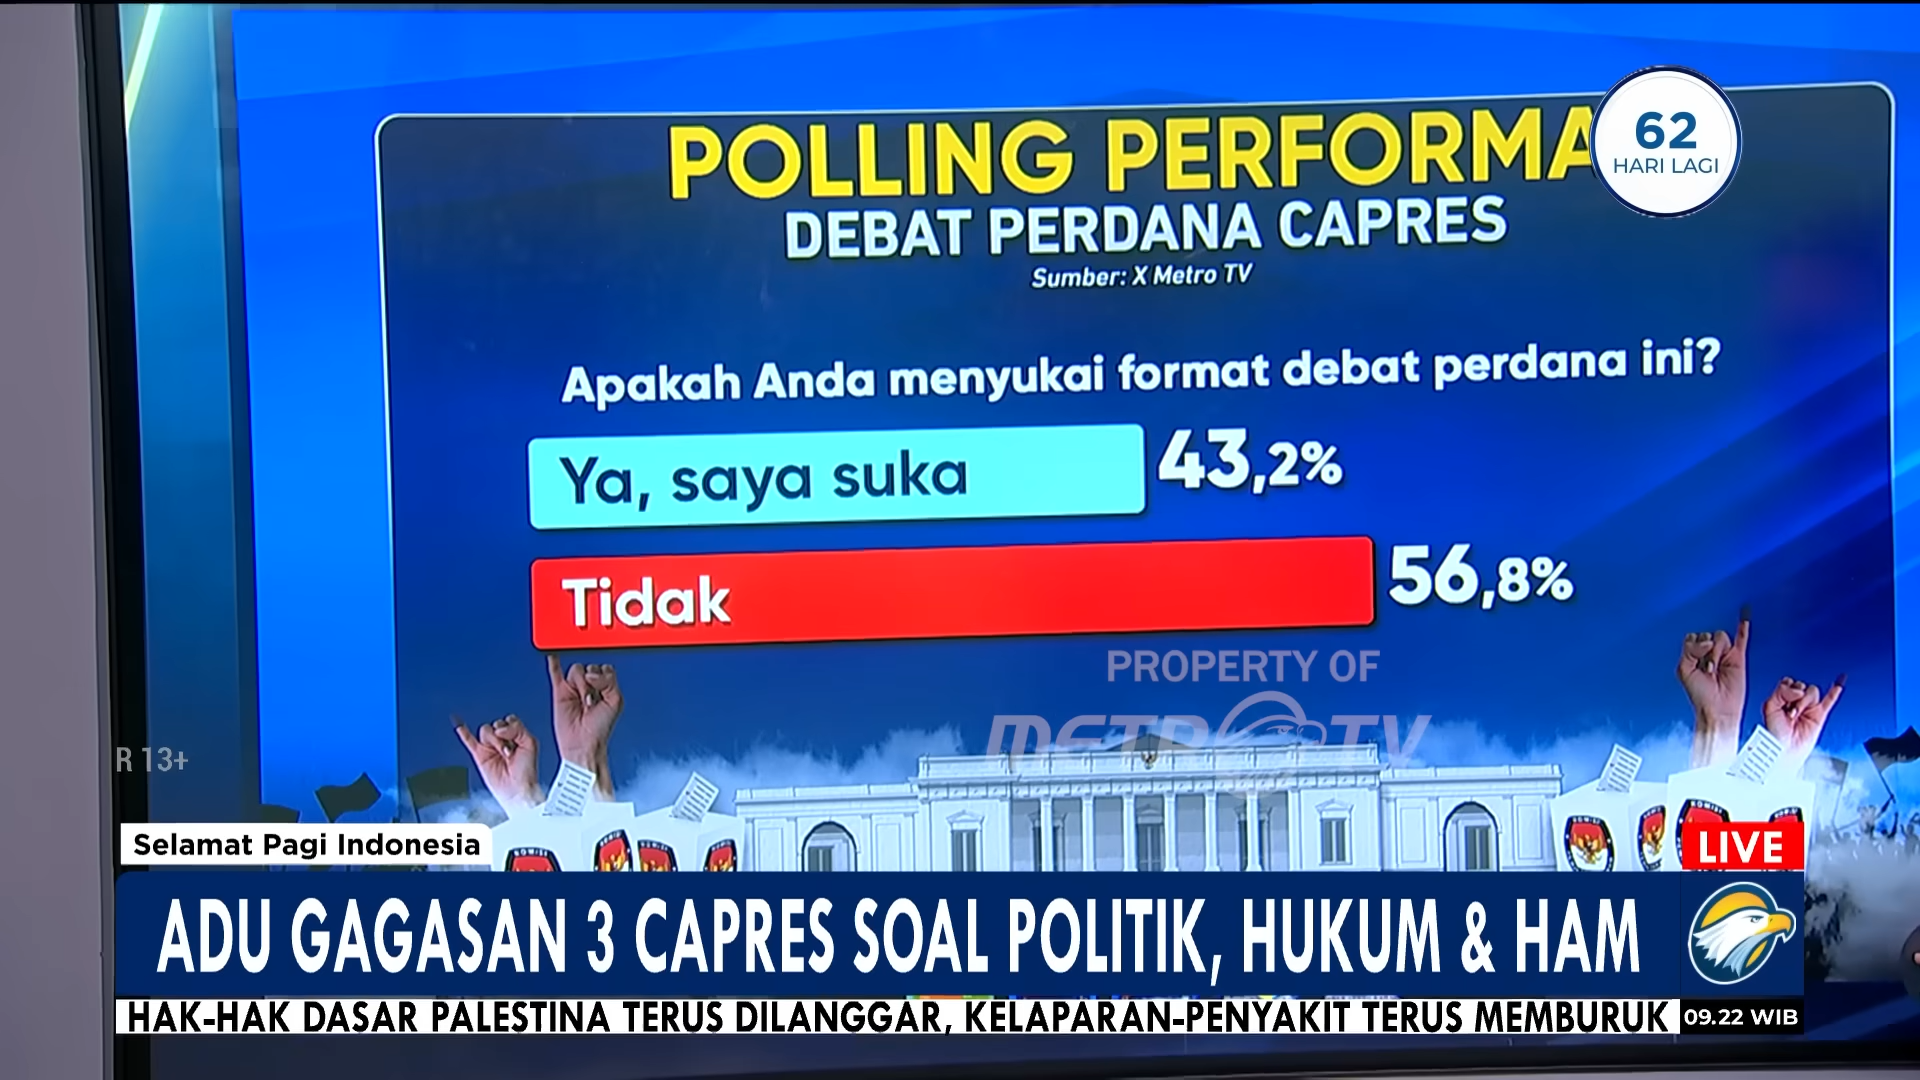 POLLING PERFORMA
62
HARI LAGI
DEBAT PERDANA CAPRES
Sumber: X Metro TV
Apakah Anda menyukai format debat perdana ini?
Ya, saya suka 43,2%
Tidak 56,8%
PROPERTY OF
METRO TV
R 13+
Selamat Pagi Indonesia
LIVE
ADU GAGASAN 3 CAPRES SOAL POLITIK, HUKUM & HAM
HAK-HAK DASAR PALESTINA TERUS DILANGGAR, KELAPARAN-PENYAKIT TERUS MEMBURUK
09.22 WIB